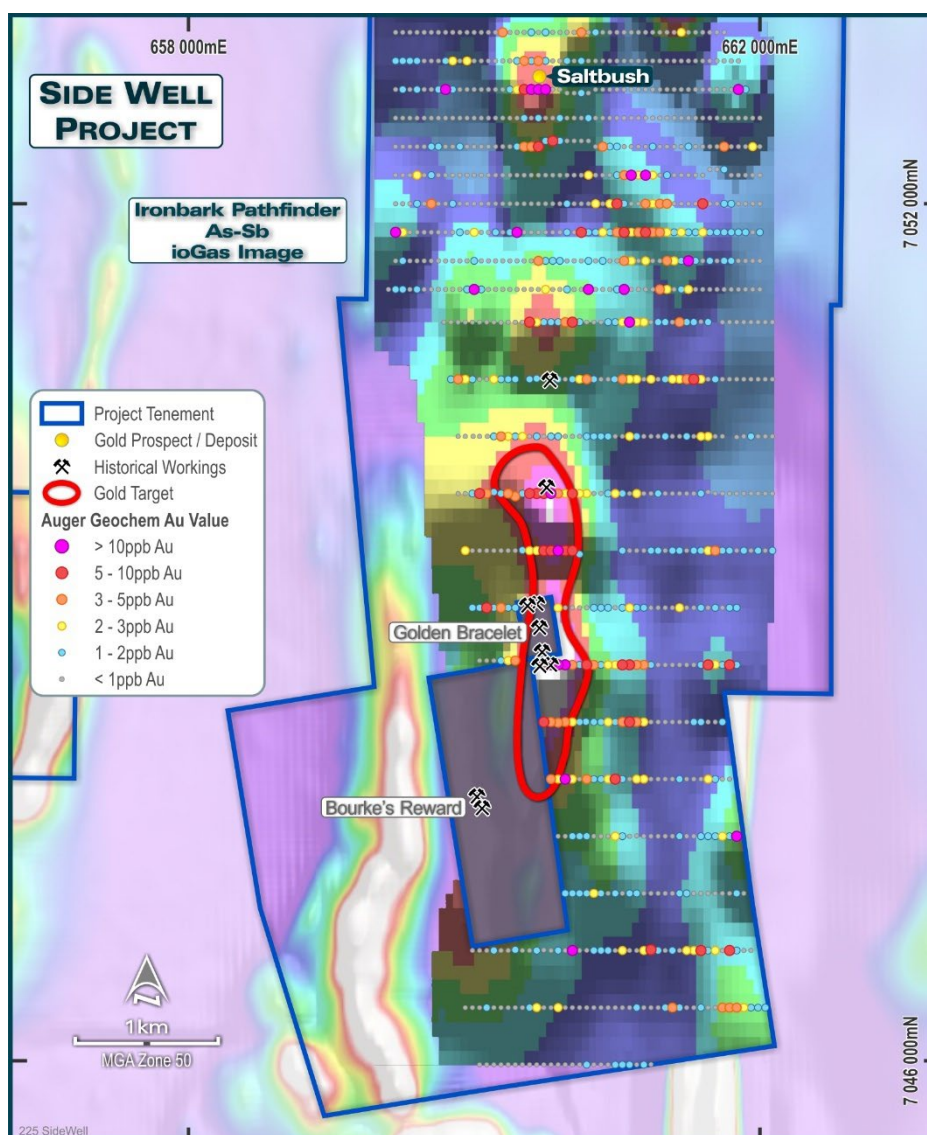 658 000mE
662 000mE
SIDE WELL
PROJECT
Saltbush
Ironbark Pathfinder
As-Sb
ioGas Image
7 052 000mN
Project Tenement
Gold Prospect / Deposit
Historical Workings
Gold Target
Auger Geochem Au Value
> 10ppb Au
5 - 10ppb Au
3 - 5ppb Au
2 - 3ppb Au
1 - 2ppb Au
< 1ppb Au
Golden Bracelet
Bourke's Reward
N
1km
MGA Zone 50
7 046 000mN
225 SideWell